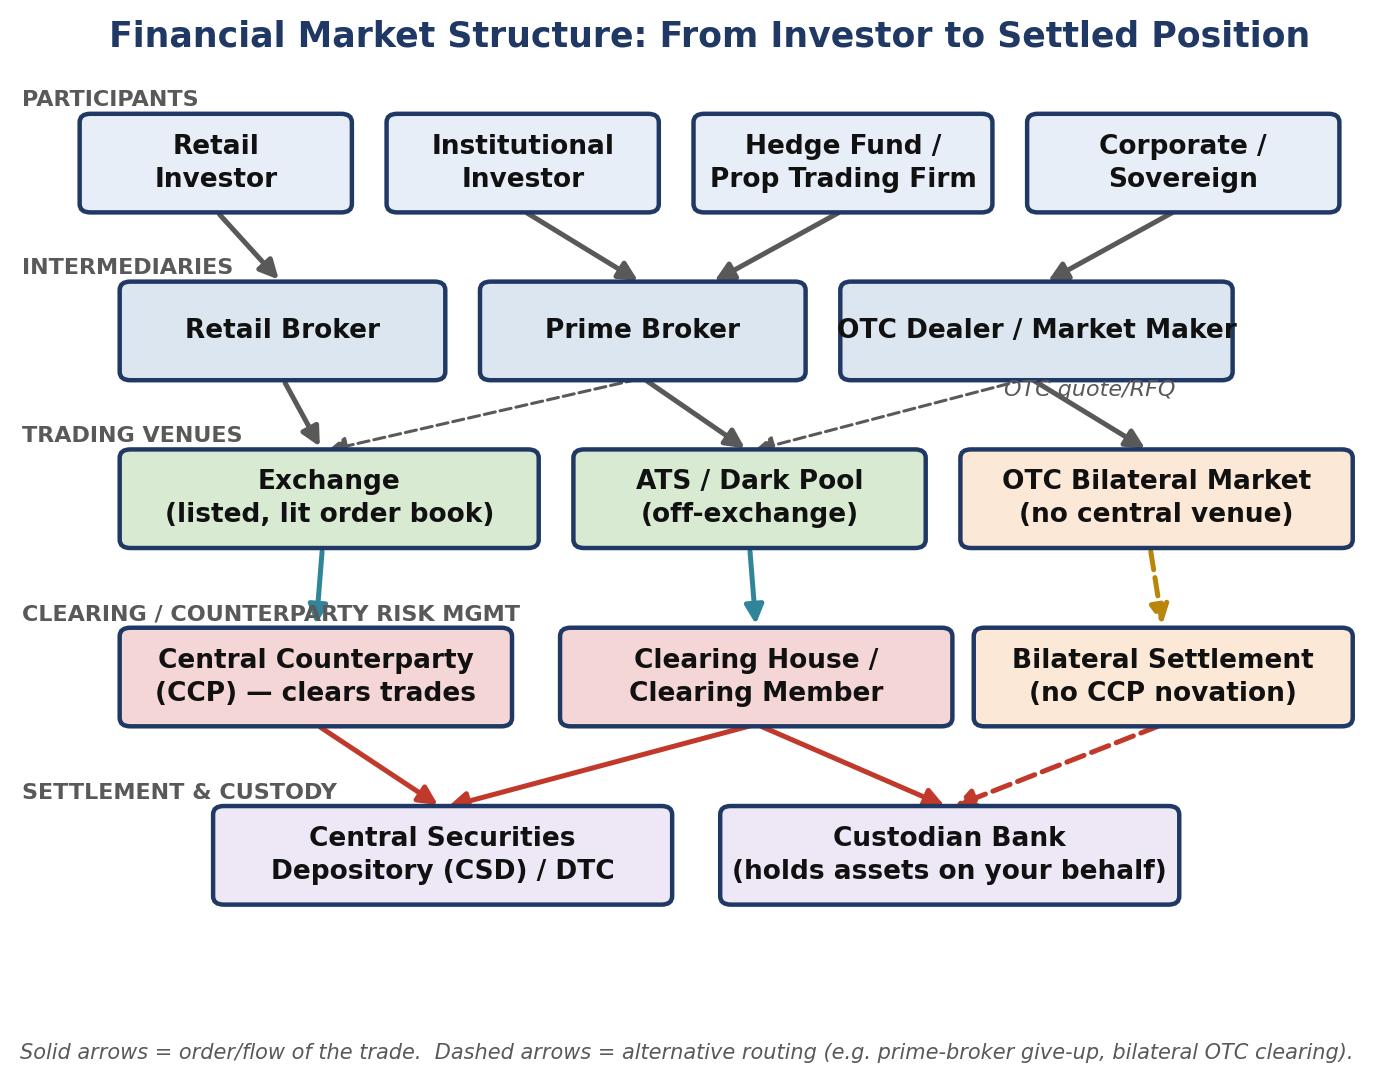 Financial Market Structure: From Investor to Settled Position
PARTICIPANTS
Retail
Investor
Institutional
Investor
Hedge Fund /
Prop Trading Firm
Corporate /
Sovereign
INTERMEDIARIES
Retail Broker
Prime Broker
OTC Dealer / Market Maker
OTC quote/RFQ
TRADING VENUES
Exchange
(listed, lit order book)
ATS / Dark Pool
(off-exchange)
OTC Bilateral Market
(no central venue)
CLEARING / COUNTERPARTY RISK MGMT
Central Counterparty
(CCP) — clears trades
Clearing House /
Clearing Member
Bilateral Settlement
(no CCP novation)
SETTLEMENT & CUSTODY
Central Securities
Depository (CSD) / DTC
Custodian Bank
(holds assets on your behalf)
Solid arrows = order/flow of the trade.  Dashed arrows = alternative routing (e.g. prime-broker give-up, bilateral OTC clearing).